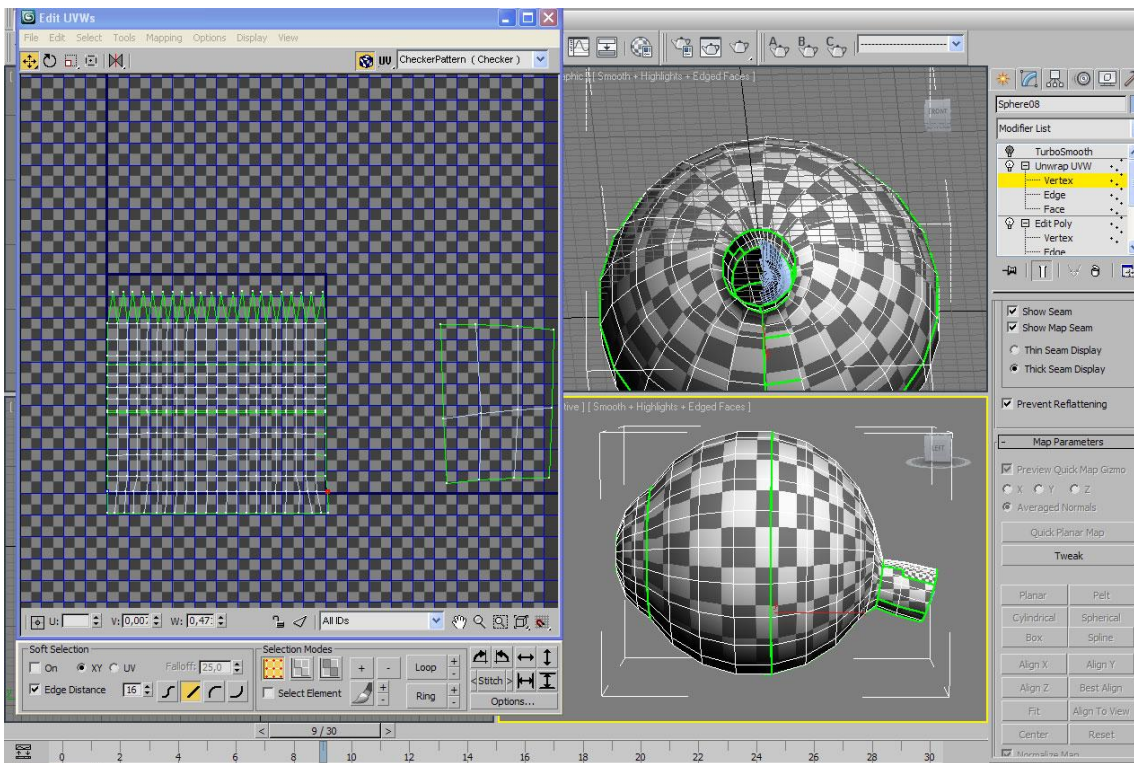 Edit UVWs
File Edit Select Tools Mapping Options Display View
UV CheckerPattern ( Checker )
A B C
[ Smooth + Highlights + Edged Faces ]
FRONT
Sphere08
Modifier List
TurboSmooth
Unwrap UVW
Vertex
Edge
Face
Edit Poly
Vertex
Edge
Show Seam
Show Map Seam
Thin Seam Display
Thick Seam Display
Prevent Reflattening
- Map Parameters
Preview Quick Map Gizmo
X Y Z
Averaged Normals
Quick Planar Map
Tweak
Planar Pelt
Cylindrical Spherical
Box Spline
Align X Align Y
Align Z Best Align
Fit Align To View
Center Reset
Normalize Map
[ Smooth + Highlights + Edged Faces ]
LEFT
U: V: 0,00 W: 0,47 All IDs
Soft Selection
On XY UV Falloff: 25,0
Edge Distance 16
Selection Modes
+ - Loop + -
Select Element + - Ring + -
< Stitch >
Options...
< 9 / 30 >
0 2 4 6 8 10 12 14 16 18 20 22 24 26 28 30